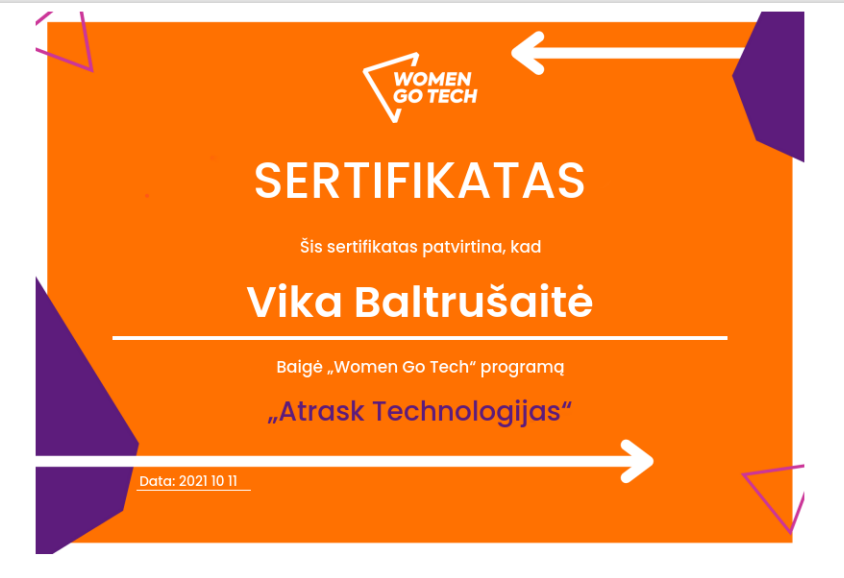 WOMEN
GO TECH
SERTIFIKATAS
Šis sertifikatas patvirtina, kad
Vika Baltrušaitė
Baigė „Women Go Tech“ programą
„Atrask Technologijas“
Data: 2021 10 11